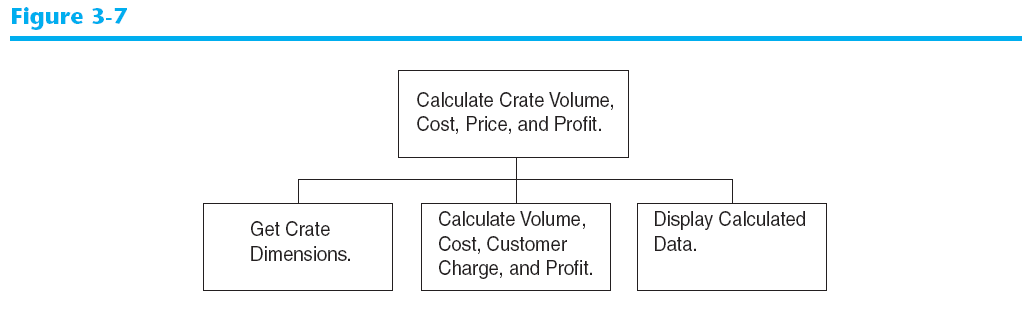 Figure 3-7
Calculate Crate Volume,
Cost, Price, and Profit.
Get Crate
Dimensions.
Calculate Volume,
Cost, Customer
Charge, and Profit.
Display Calculated
Data.